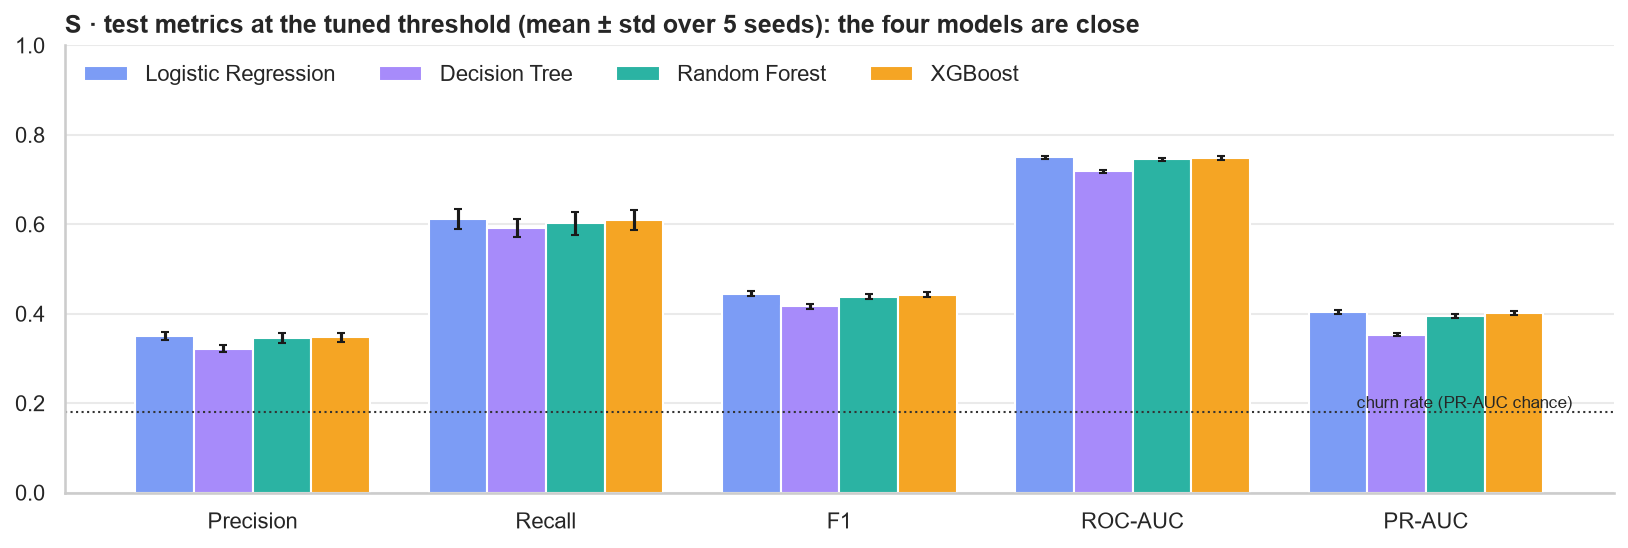 S · test metrics at the tuned threshold (mean ± std over 5 seeds): the four models are close
1.0
Logistic Regression Decision Tree Random Forest XGBoost
0.8
0.6
0.4
0.2
churn rate (PR-AUC chance)
0.0
Precision Recall F1 ROC-AUC PR-AUC